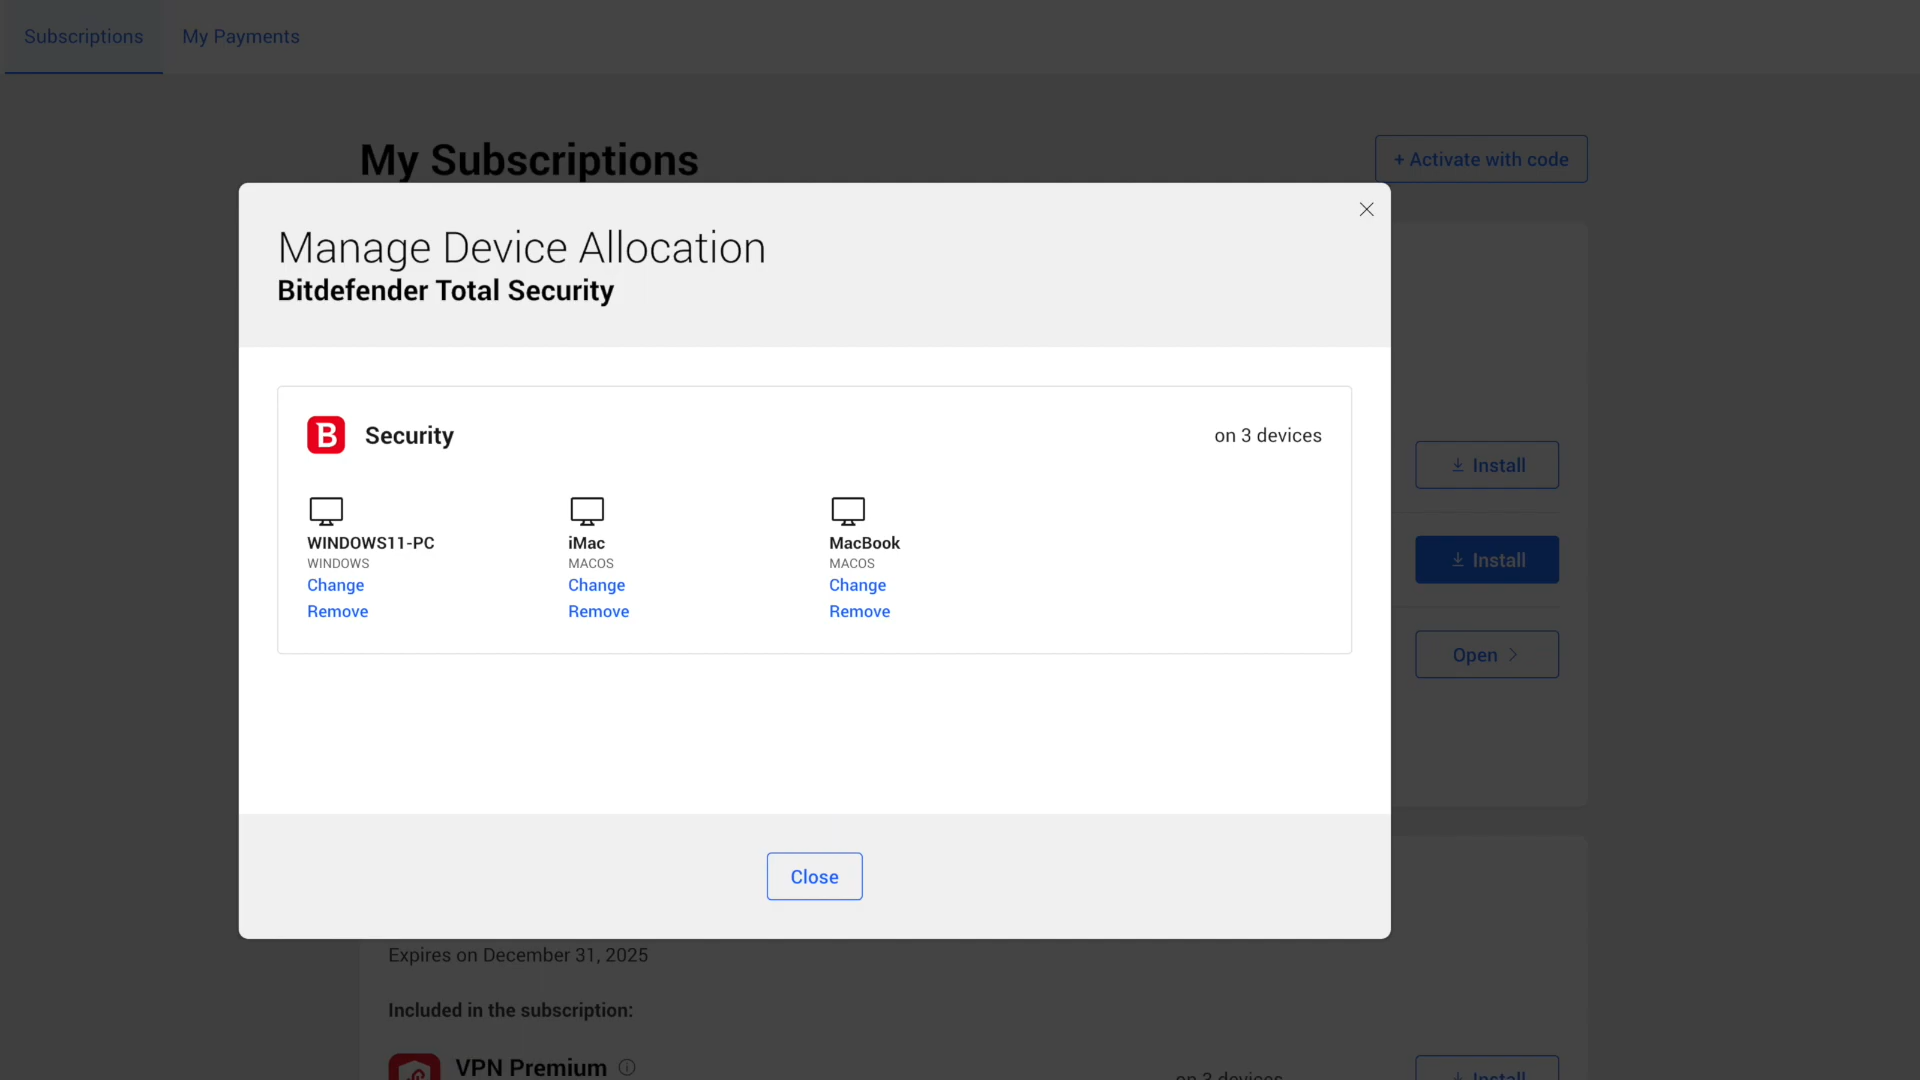 Subscriptions My Payments
My Subscriptions
+ Activate with code
Manage Device Allocation
Bitdefender Total Security
B Security on 3 devices
WINDOWS11-PC iMac MacBook
WINDOWS MACOS MACOS
Change Change Change
Remove Remove Remove
Install
Install
Open
Close
Expires on December 31, 2025
Included in the subscription:
VPN Premium
on 3 devices Install